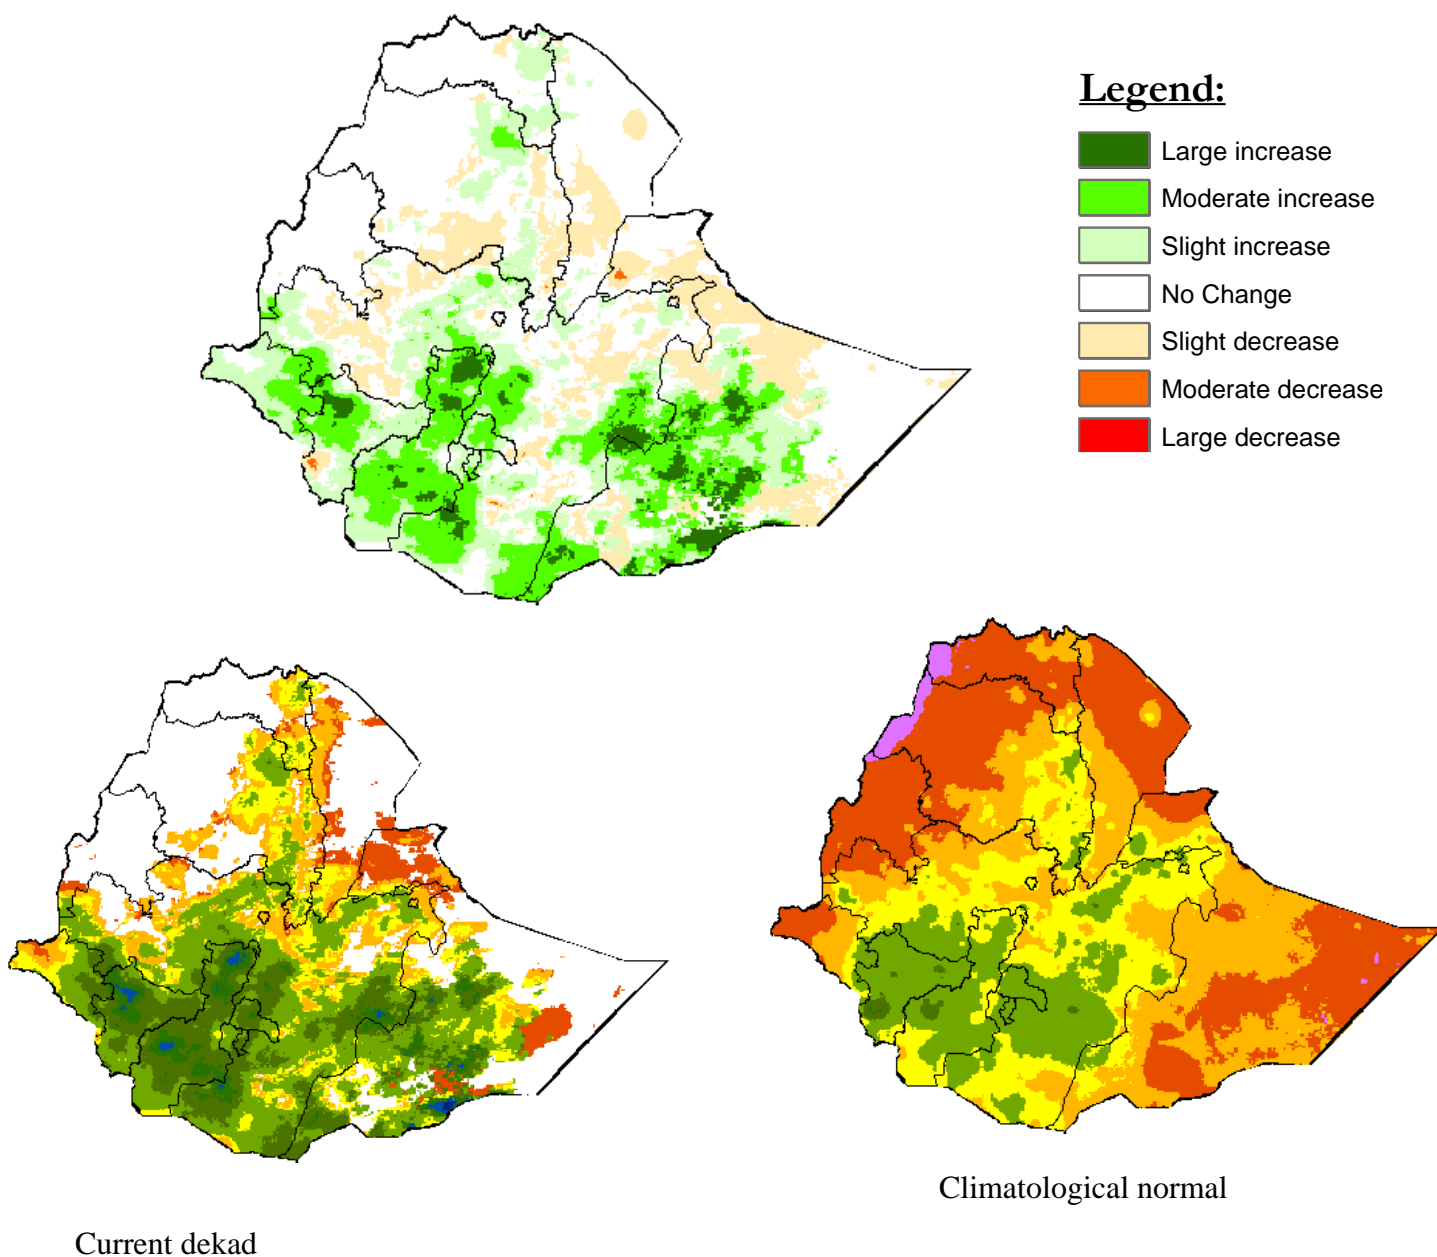 Legend:
Large increase
Moderate increase
Slight increase
No Change
Slight decrease
Moderate decrease
Large decrease
Climatological normal
Current dekad